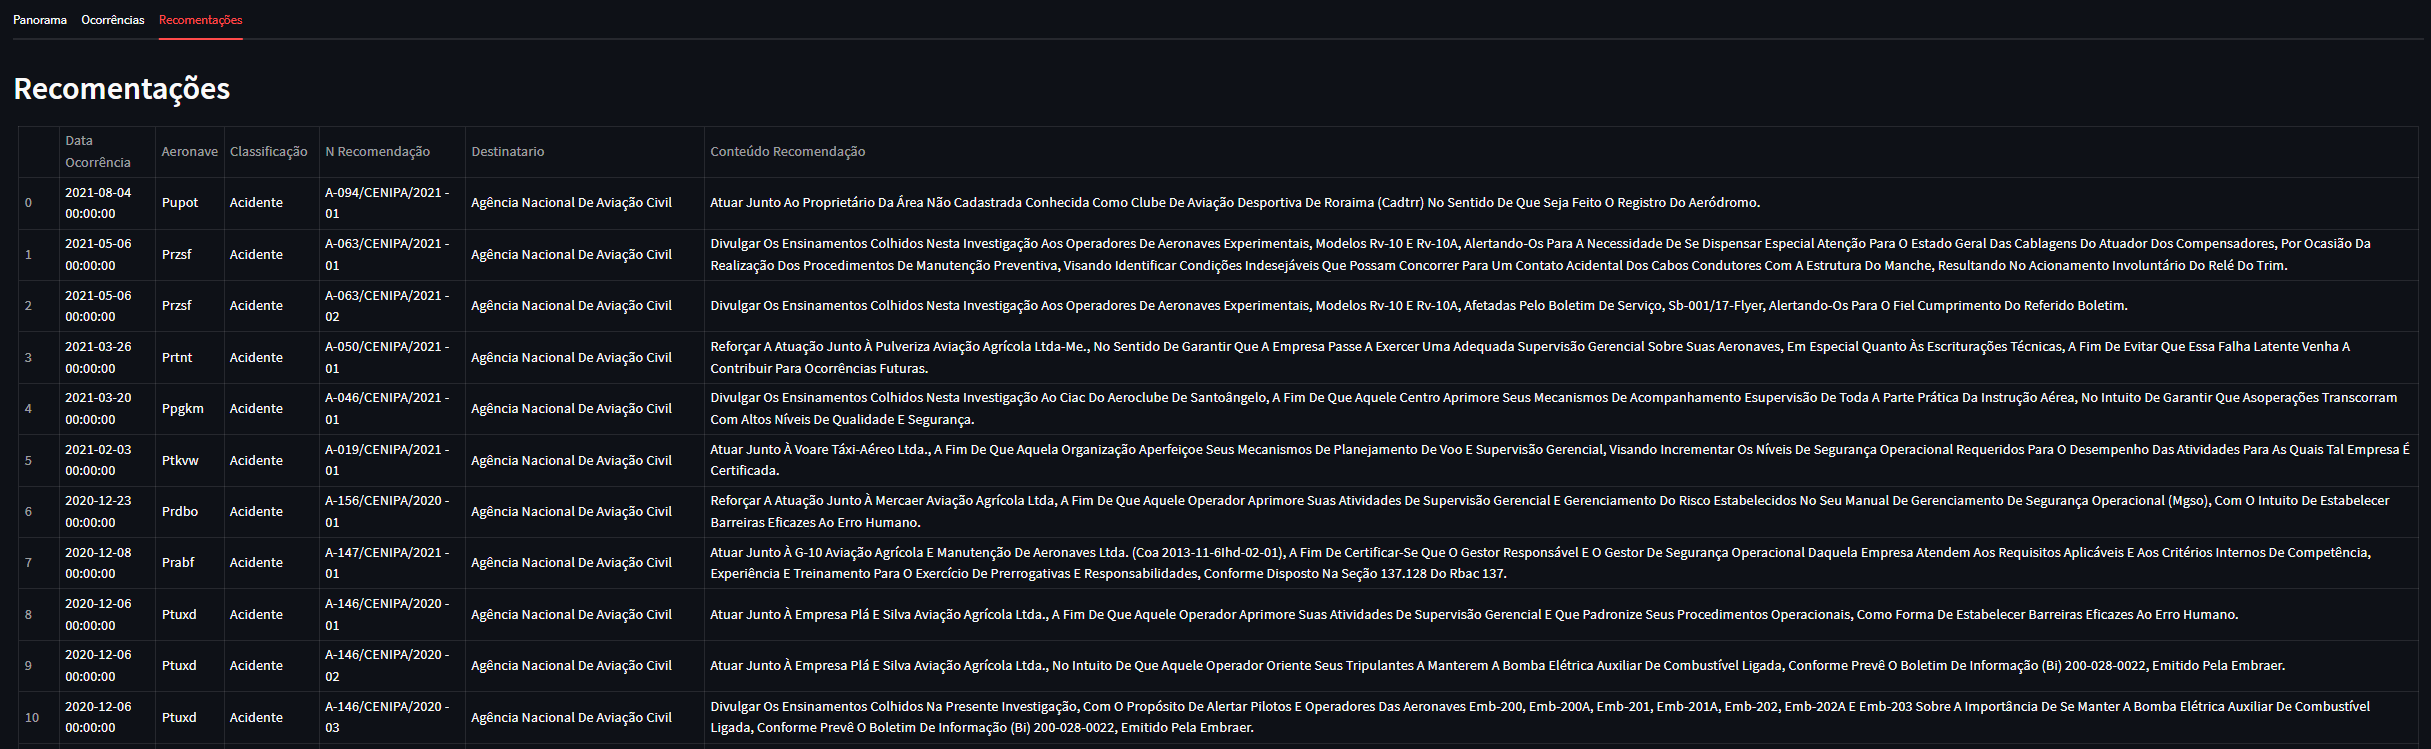 Panorama Ocorrências Recomentações
Recomentações
Data
Ocorrência
Aeronave
Classificação
N Recomendação
Destinatario
Conteúdo Recomendação
0
2021-08-04
00:00:00
Pupot
Acidente
A-094/CENIPA/2021 -
01
Agência Nacional De Aviação Civil
Atuar Junto Ao Proprietário Da Área Não Cadastrada Conhecida Como Clube De Aviação Desportiva De Roraima (Cadtrr) No Sentido De Que Seja Feito O Registro Do Aeródromo.
1
2021-05-06
00:00:00
Przsf
Acidente
A-063/CENIPA/2021 -
01
Agência Nacional De Aviação Civil
Divulgar Os Ensinamentos Colhidos Nesta Investigação Aos Operadores De Aeronaves Experimentais, Modelos Rv-10 E Rv-10A, Alertando-Os Para A Necessidade De Se Dispensar Especial Atenção Para O Estado Geral Das Cablagens Do Atuador Dos Compensadores, Por Ocasião Da
Realização Dos Procedimentos De Manutenção Preventiva, Visando Identificar Condições Indesejáveis Que Possam Concorrer Para Um Contato Acidental Dos Cabos Condutores Com A Estrutura Do Manche, Resultando No Acionamento Involuntário Do Relé Do Trim.
2
2021-05-06
00:00:00
Przsf
Acidente
A-063/CENIPA/2021 -
02
Agência Nacional De Aviação Civil
Divulgar Os Ensinamentos Colhidos Nesta Investigação Aos Operadores De Aeronaves Experimentais, Modelos Rv-10 E Rv-10A, Afetadas Pelo Boletim De Serviço, Sb-001/17-Flyer, Alertando-Os Para O Fiel Cumprimento Do Referido Boletim.
3
2021-03-26
00:00:00
Prtnt
Acidente
A-050/CENIPA/2021 -
01
Agência Nacional De Aviação Civil
Reforçar A Atuação Junto À Pulveriza Aviação Agrícola Ltda-Me., No Sentido De Garantir Que A Empresa Passe A Exercer Uma Adequada Supervisão Gerencial Sobre Suas Aeronaves, Em Especial Quanto Às Escriturações Técnicas, A Fim De Evitar Que Essa Falha Latente Venha A
Contribuir Para Ocorrências Futuras.
4
2021-03-20
00:00:00
Ppgkm
Acidente
A-046/CENIPA/2021 -
01
Agência Nacional De Aviação Civil
Divulgar Os Ensinamentos Colhidos Nesta Investigação Ao Ciac Do Aeroclube De Santoângelo, A Fim De Que Aquele Centro Aprimore Seus Mecanismos De Acompanhamento Esupervisão De Toda A Parte Prática Da Instrução Aérea, No Intuito De Garantir Que Asoperações Transcorram
Com Altos Níveis De Qualidade E Segurança.
5
2021-02-03
00:00:00
Ptkvw
Acidente
A-019/CENIPA/2021 -
01
Agência Nacional De Aviação Civil
Atuar Junto À Voare Táxi-Aéreo Ltda., A Fim De Que Aquela Organização Aperfeiçoe Seus Mecanismos De Planejamento De Voo E Supervisão Gerencial, Visando Incrementar Os Níveis De Segurança Operacional Requeridos Para O Desempenho Das Atividades Para As Quais Tal Empresa É
Certificada.
6
2020-12-23
00:00:00
Prdbo
Acidente
A-156/CENIPA/2020 -
01
Agência Nacional De Aviação Civil
Reforçar A Atuação Junto À Mercaer Aviação Agrícola Ltda, A Fim De Que Aquele Operador Aprimore Suas Atividades De Supervisão Gerencial E Gerenciamento Do Risco Estabelecidos No Seu Manual De Gerenciamento De Segurança Operacional (Mgso), Com O Intuito De Estabelecer
Barreiras Eficazes Ao Erro Humano.
7
2020-12-08
00:00:00
Prabf
Acidente
A-147/CENIPA/2021 -
01
Agência Nacional De Aviação Civil
Atuar Junto À G-10 Aviação Agrícola E Manutenção De Aeronaves Ltda. (Coa 2013-11-6Ihd-02-01), A Fim De Certificar-Se Que O Gestor Responsável E O Gestor De Segurança Operacional Daquela Empresa Atendem Aos Requisitos Aplicáveis E Aos Critérios Internos De Competência,
Experiência E Treinamento Para O Exercício De Prerrogativas E Responsabilidades, Conforme Disposto Na Seção 137.128 Do Rbac 137.
8
2020-12-06
00:00:00
Ptuxd
Acidente
A-146/CENIPA/2020 -
01
Agência Nacional De Aviação Civil
Atuar Junto À Empresa Plá E Silva Aviação Agrícola Ltda., A Fim De Que Aquele Operador Aprimore Suas Atividades De Supervisão Gerencial E Que Padronize Seus Procedimentos Operacionais, Como Forma De Estabelecer Barreiras Eficazes Ao Erro Humano.
9
2020-12-06
00:00:00
Ptuxd
Acidente
A-146/CENIPA/2020 -
02
Agência Nacional De Aviação Civil
Atuar Junto À Empresa Plá E Silva Aviação Agrícola Ltda., No Intuito De Que Aquele Operador Oriente Seus Tripulantes A Manterem A Bomba Elétrica Auxiliar De Combustível Ligada, Conforme Prevê O Boletim De Informação (Bi) 200-028-0022, Emitido Pela Embraer.
10
2020-12-06
00:00:00
Ptuxd
Acidente
A-146/CENIPA/2020 -
03
Agência Nacional De Aviação Civil
Divulgar Os Ensinamentos Colhidos Na Presente Investigação, Com O Propósito De Alertar Pilotos E Operadores Das Aeronaves Emb-200, Emb-200A, Emb-201, Emb-201A, Emb-202, Emb-202A E Emb-203 Sobre A Importância De Se Manter A Bomba Elétrica Auxiliar De Combustível
Ligada, Conforme Prevê O Boletim De Informação (Bi) 200-028-0022, Emitido Pela Embraer.